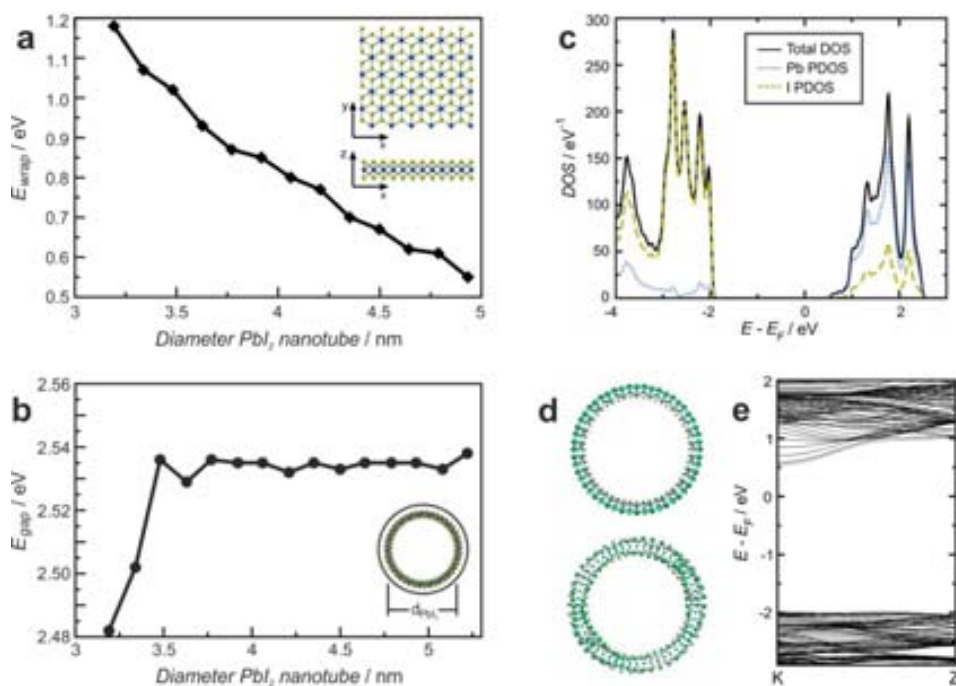 a
1.2
1.1
1.0
0.9
0.8
0.7
0.6
0.5
E_wrap / eV
3
3.5
4
4.5
5
Diameter PbI₂ nanotube / nm
y
x
z
x
b
2.56
2.54
2.52
2.50
2.48
E_gap / eV
3
3.5
4
4.5
5
Diameter PbI₂ nanotube / nm
d_PbI₂
c
300
250
200
150
100
50
0
DOS / eV⁻¹
-4
-2
0
2
E - E_F / eV
Total DOS
Pb PDOS
I PDOS
d
e
2
1
0
-1
-2
E - E_F / eV
K
Z